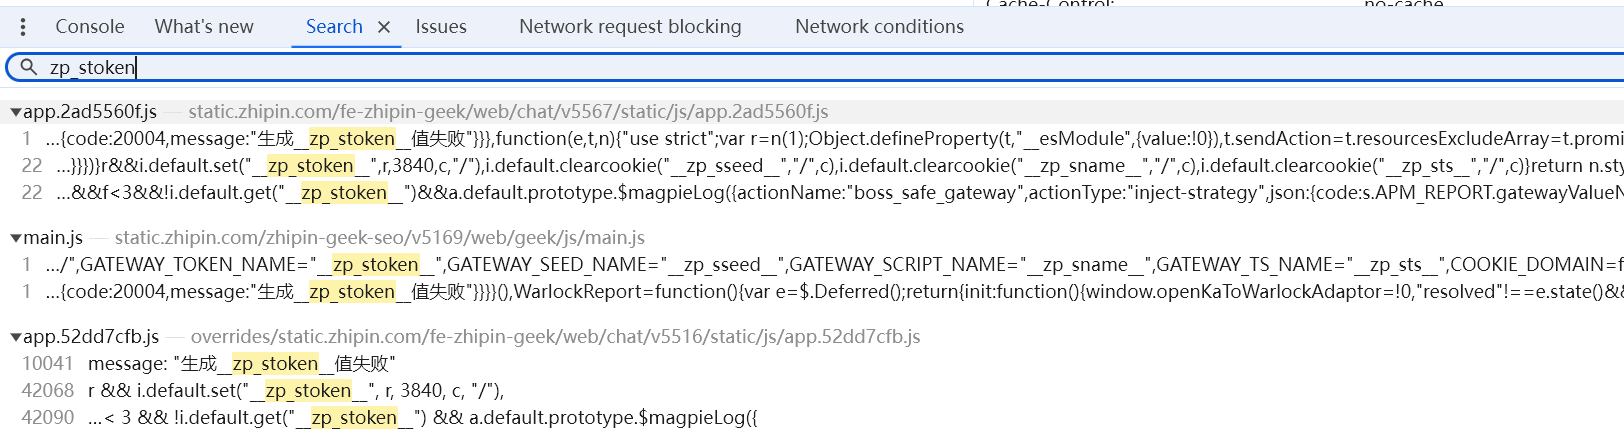 Cache-Control: no-cache
Console What's new Search × Issues Network request blocking Network conditions
zp_stoken
▼app.2ad5560f.js — static.zhipin.com/fe-zhipin-geek/web/chat/v5567/static/js/app.2ad5560f.js
1 …{code:20004,message:"生成__zp_stoken__值失败"}}},function(e,t,n){"use strict";var r=n(1);Object.defineProperty(t,"__esModule",{value:!0}),t.sendAction=t.resourcesExcludeArray=t.promi
22 …}}})}r&&i.default.set("__zp_stoken__",r,3840,c,"/"),i.default.clearcookie("__zp_sseed__","/",c),i.default.clearcookie("__zp_sname__","/",c),i.default.clearcookie("__zp_sts__","/",c)}return n.sty
22 …&&f<3&&!i.default.get("__zp_stoken__")&&a.default.prototype.$magpieLog({actionName:"boss_safe_gateway",actionType:"inject-strategy",json:{code:s.APM_REPORT.gatewayValueN
▼main.js — static.zhipin.com/zhipin-geek-seo/v5169/web/geek/js/main.js
1 …/",GATEWAY_TOKEN_NAME="__zp_stoken__",GATEWAY_SEED_NAME="__zp_sseed__",GATEWAY_SCRIPT_NAME="__zp_sname__",GATEWAY_TS_NAME="__zp_sts__",COOKIE_DOMAIN=f
1 …{code:20004,message:"生成__zp_stoken__值失败"}}}}(),WarlockReport=function(){var e=$.Deferred();return{init:function(){window.openKaToWarlockAdaptor=!0,"resolved"!==e.state()&&
▼app.52dd7cfb.js — overrides/static.zhipin.com/fe-zhipin-geek/web/chat/v5516/static/js/app.52dd7cfb.js
10041 message: "生成__zp_stoken__值失败"
42068 r && i.default.set("__zp_stoken__", r, 3840, c, "/"),
42090 …< 3 && !i.default.get("__zp_stoken__") && a.default.prototype.$magpieLog({